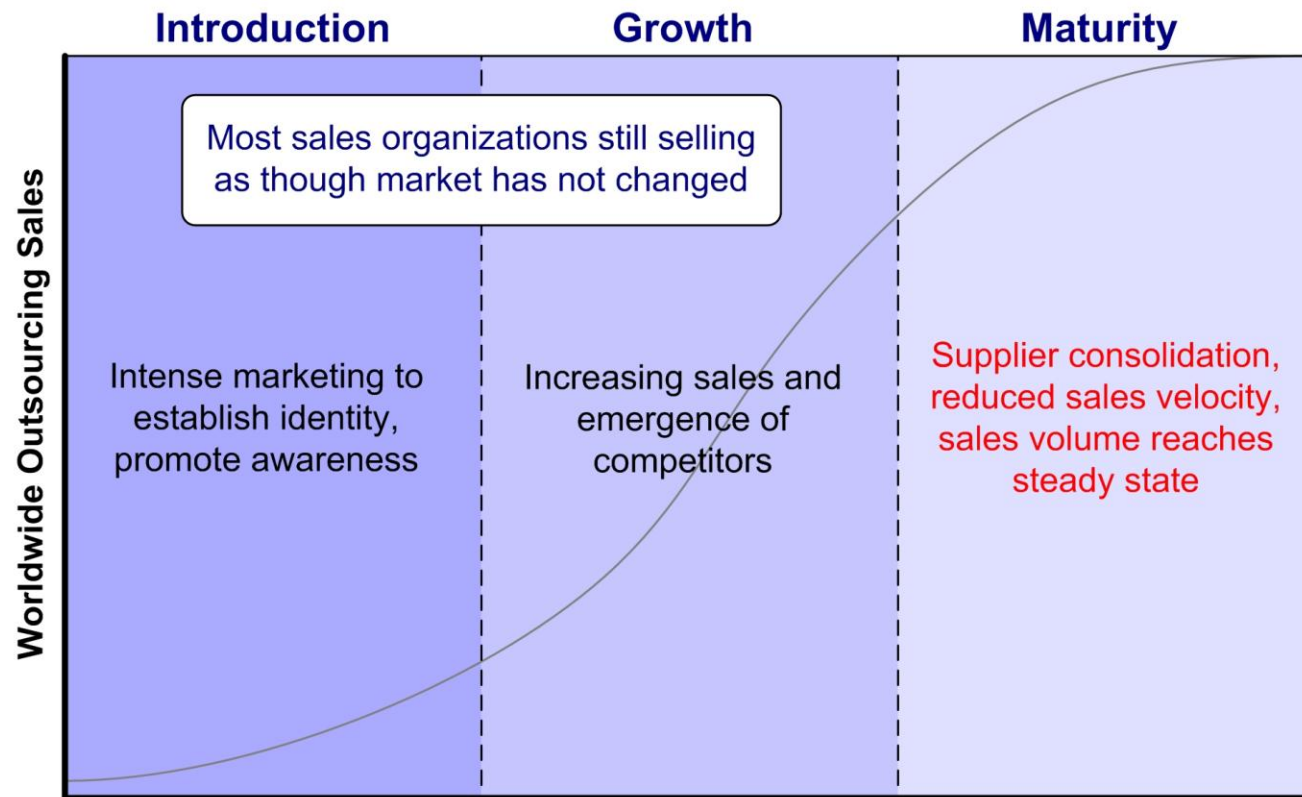 Introduction
Growth
Maturity
Most sales organizations still selling
as though market has not changed
Worldwide Outsourcing Sales
Intense marketing to
establish identity,
promote awareness
Increasing sales and
emergence of
competitors
Supplier consolidation,
reduced sales velocity,
sales volume reaches
steady state